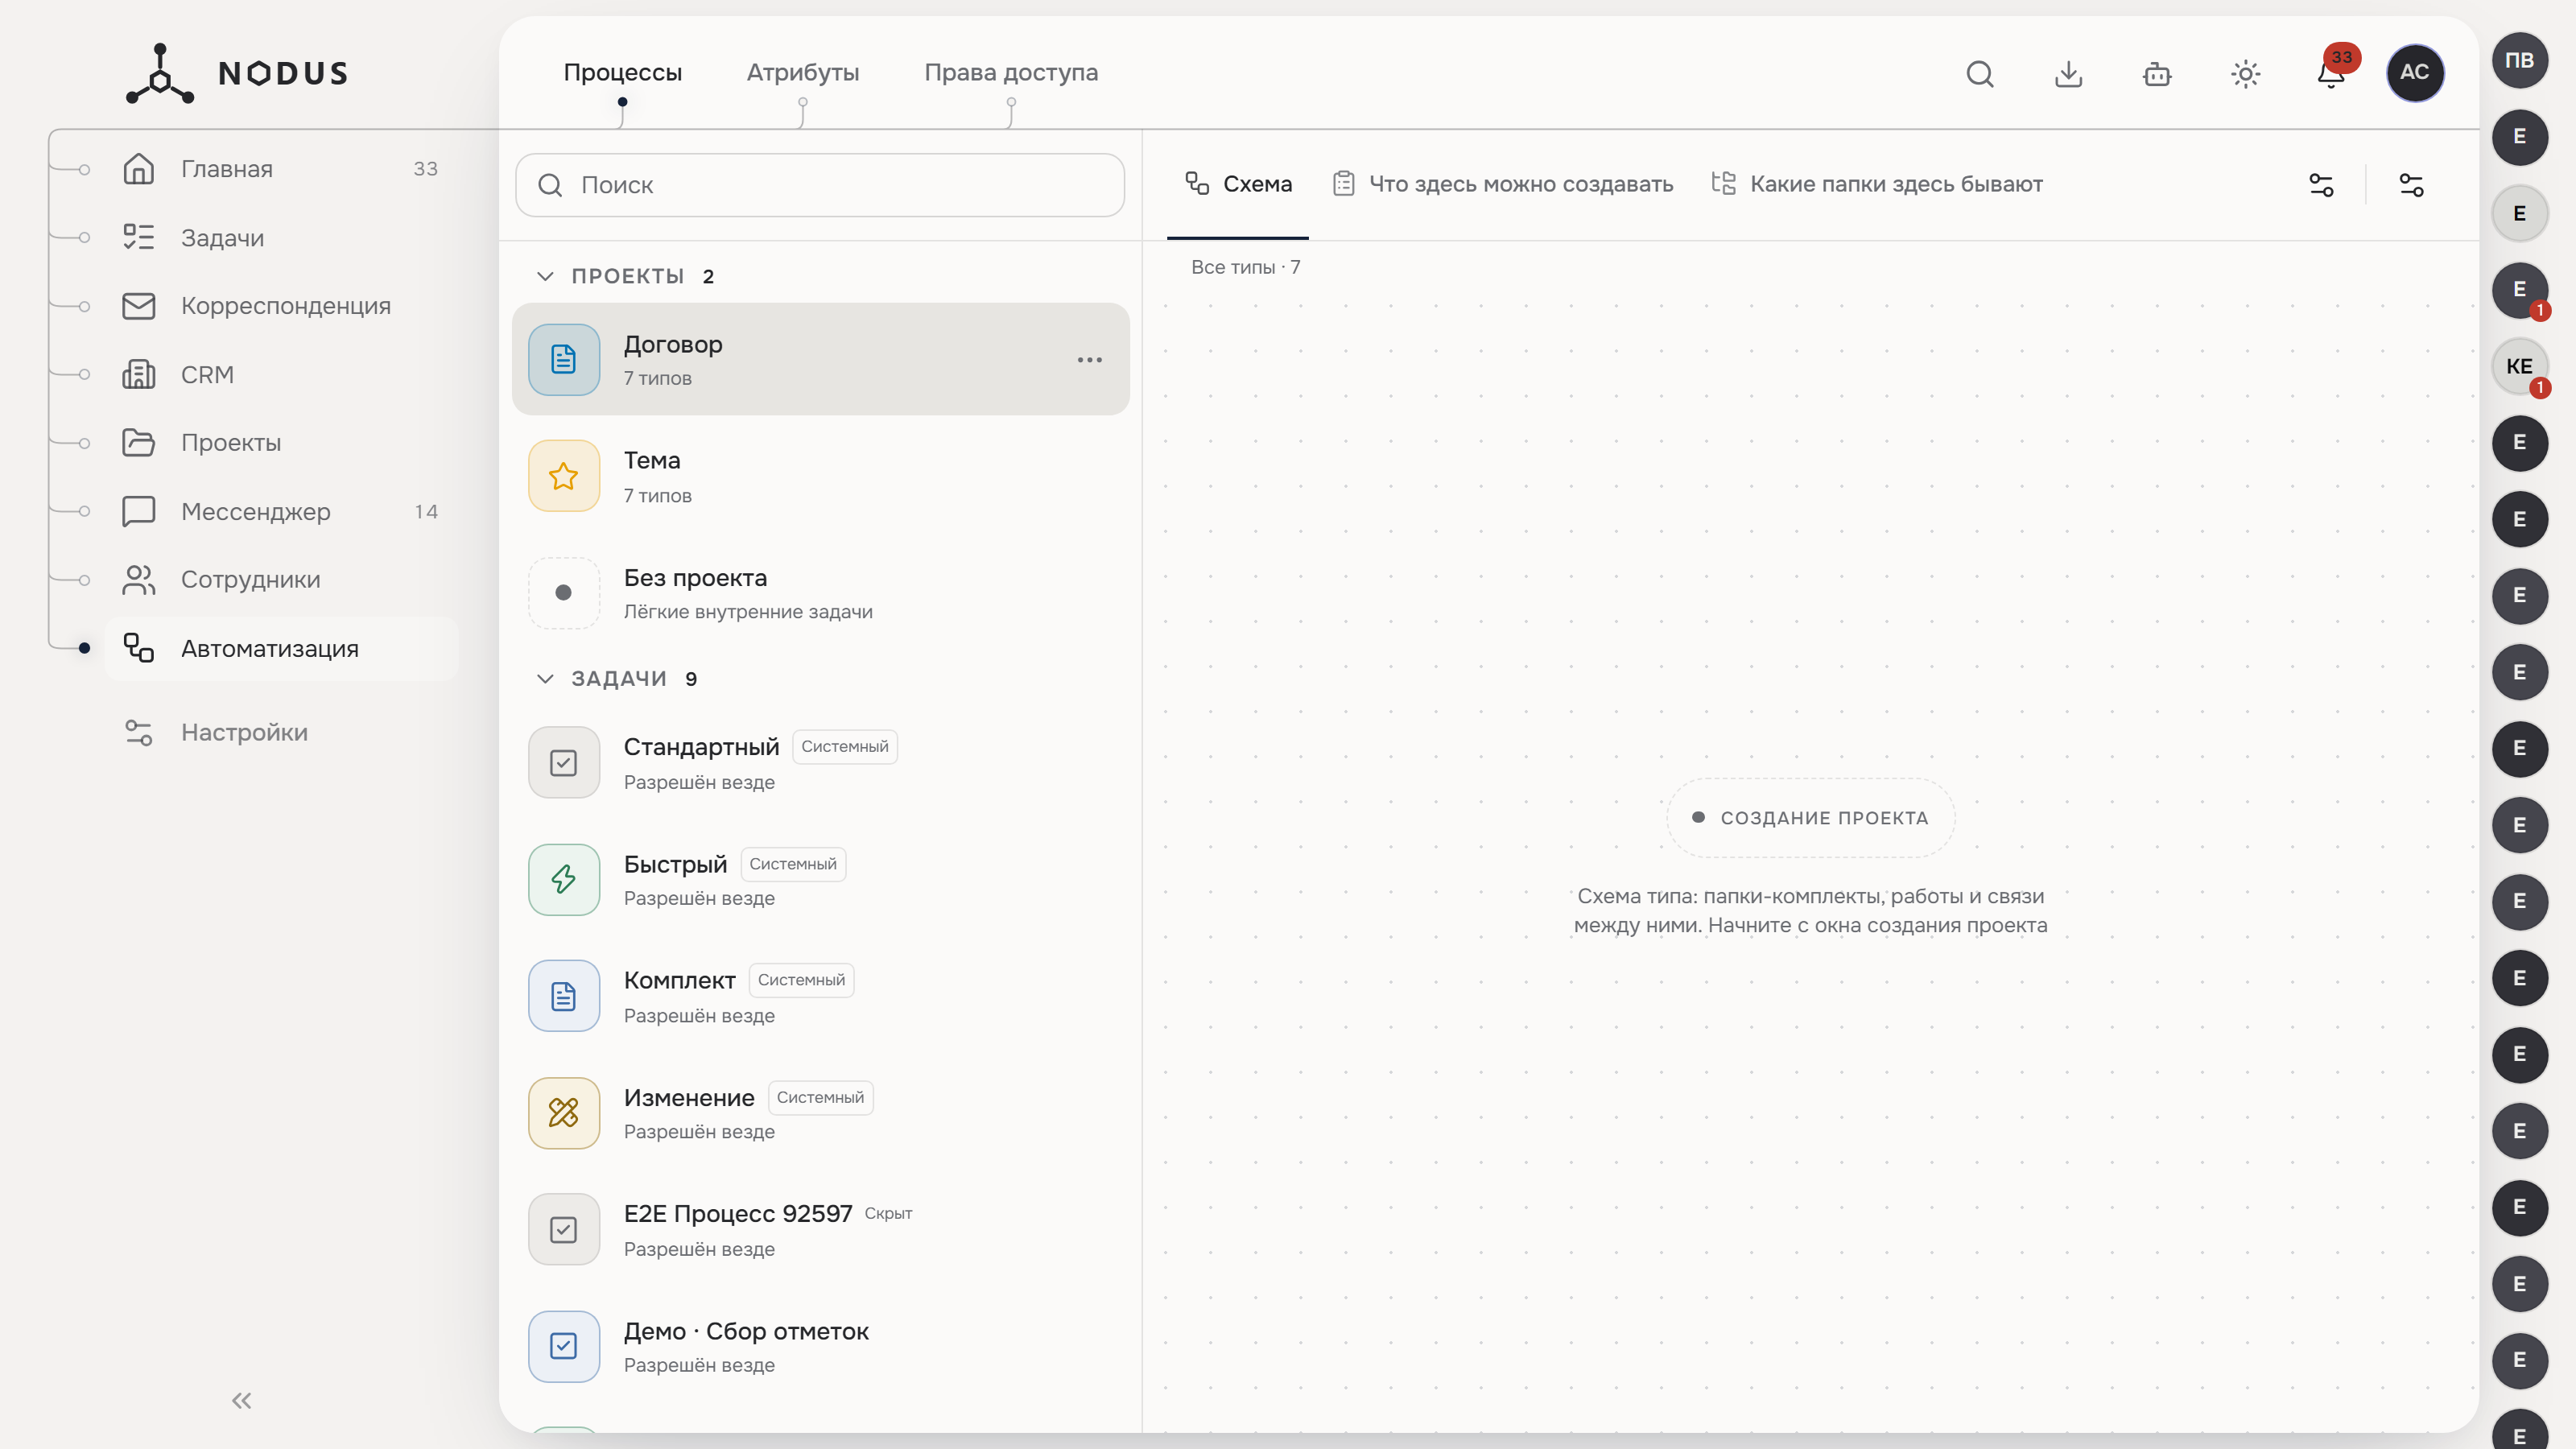 NODUS
Главная 33
Задачи
Корреспонденция
CRM
Проекты
Мессенджер 14
Сотрудники
Автоматизация
Настройки
Процессы Атрибуты Права доступа
33
АС
Поиск
ПРОЕКТЫ 2
Договор
7 типов
Тема
7 типов
Без проекта
Лёгкие внутренние задачи
ЗАДАЧИ 9
Стандартный Системный
Разрешён везде
Быстрый Системный
Разрешён везде
Комплект Системный
Разрешён везде
Изменение Системный
Разрешён везде
E2E Процесс 92597 Скрыт
Разрешён везде
Демо · Сбор отметок
Разрешён везде
Схема Что здесь можно создавать Какие папки здесь бывают
Все типы · 7
СОЗДАНИЕ ПРОЕКТА
Схема типа: папки-комплекты, работы и связи
между ними. Начните с окна создания проекта
ПВ
Е
Е
Е
1
КЕ
1
Е
Е
Е
Е
Е
Е
Е
Е
Е
Е
Е
Е
Е
Е